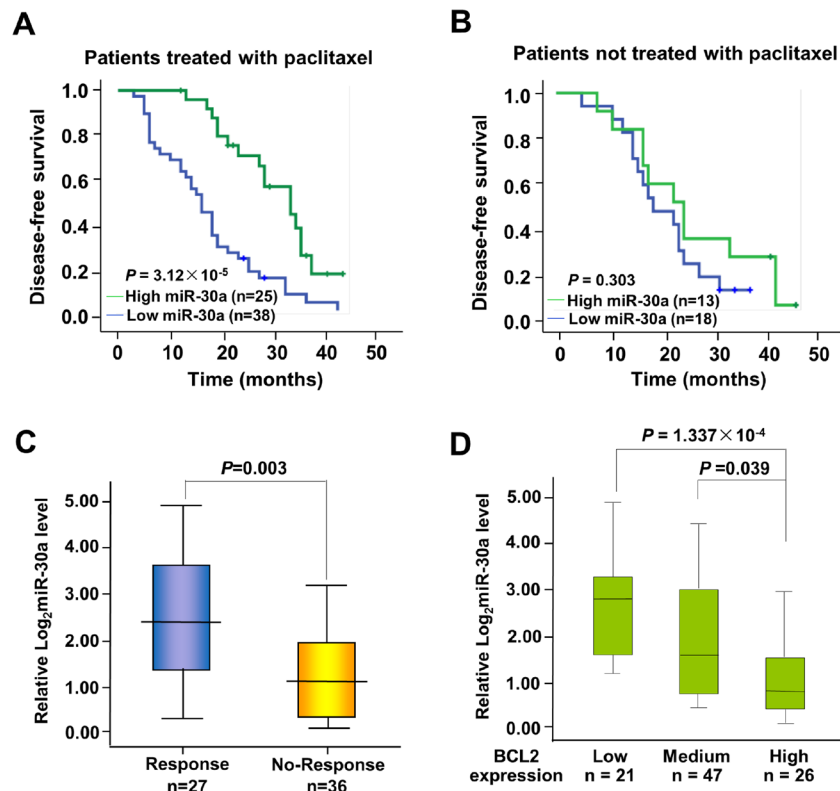 A
Patients treated with paclitaxel
Disease-free survival
1.0
0.8
0.6
0.4
0.2
0.0
P = 3.12×10-5
High miR-30a (n=25)
Low miR-30a (n=38)
0 10 20 30 40 50
Time (months)
B
Patients not treated with paclitaxel
Disease-free survival
1.0
0.8
0.6
0.4
0.2
0.0
P = 0.303
High miR-30a (n=13)
Low miR-30a (n=18)
0 10 20 30 40 50
Time (months)
C
P=0.003
Relative Log2miR-30a level
5.00
4.00
3.00
2.00
1.00
0.00
Response No-Response
n=27 n=36
D
P = 1.337×10-4
P =0.039
Relative Log2miR-30a level
5.00
4.00
3.00
2.00
1.00
0.00
BCL2 Low Medium High
expression n = 21 n = 47 n = 26